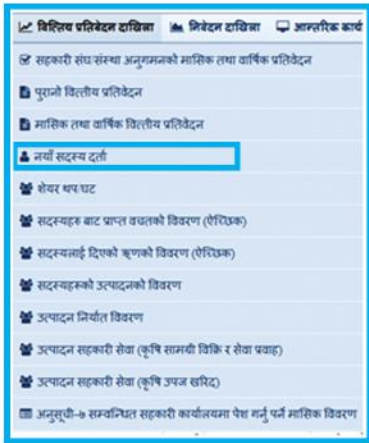 वित्तिय प्रतिवेदन दाखिला निवेदन दाखिला आन्तरिक कार्य
सहकारी संघ/संस्था अनुगमनको मासिक तथा वार्षिक प्रतिवेदन
पुरानो वित्तीय प्रतिवेदन
मासिक तथा वार्षिक वित्तीय प्रतिवेदन
नयाँ सदस्य दर्ता
शेयर थप/घट
सदस्यहरु बाट प्राप्त वचतको विवरण (ऐच्छिक)
सदस्यलाई दिएको ऋणको विवरण (ऐच्छिक)
सदस्यहरूको उत्पादनको विवरण
उत्पादन निर्यात विवरण
उत्पादन सहकारी सेवा (कृषि सामग्री विक्रि र सेवा प्रवाह)
उत्पादन सहकारी सेवा (कृषि उपज खरिद)
अनुसूची-७ सम्वन्धित सहकारी कार्यालयमा पेश गर्नु पर्ने मासिक विवरण